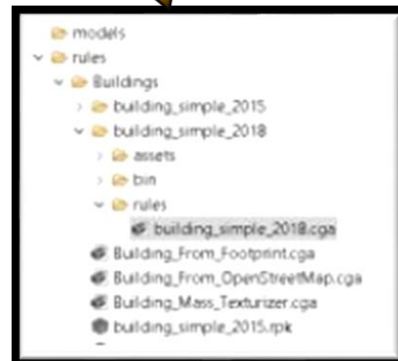 models
rules
Buildings
building_simple_2015
building_simple_2018
assets
bin
rules
building_simple_2018.cga
Building_From_Footprint.cga
Building_From_OpenStreetMap.cga
Building_Mass_Texturizer.cga
building_simple_2015.rpk